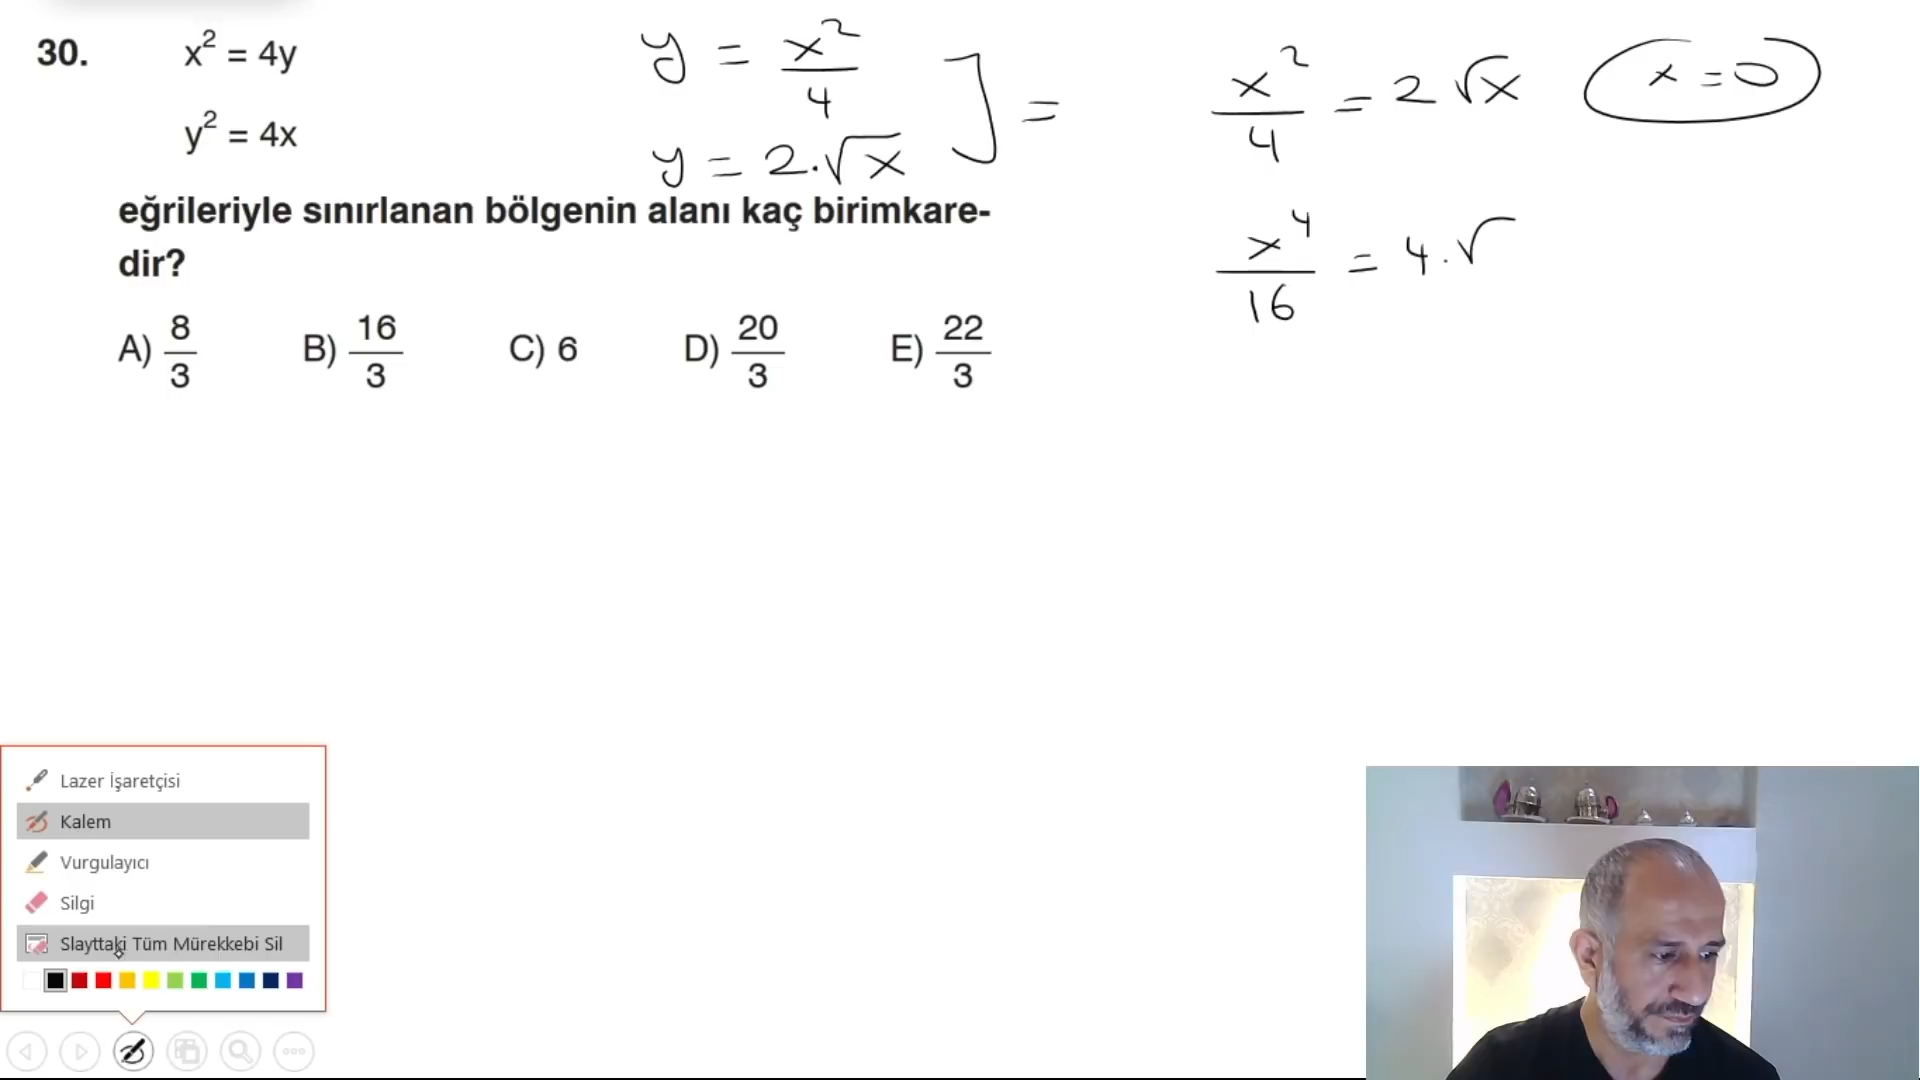 30. x² = 4y
y² = 4x
eğrileriyle sınırlanan bölgenin alanı kaç birimkare-
dir?
A) 8/3 B) 16/3 C) 6 D) 20/3 E) 22/3
y = x²/4
y = 2.√x
] =
x²/4 = 2√x
x = 0
x⁴/16 = 4.√
Lazer İşaretçisi
Kalem
Vurgulayıcı
Silgi
Slayttaki Tüm Mürekkebi Sil